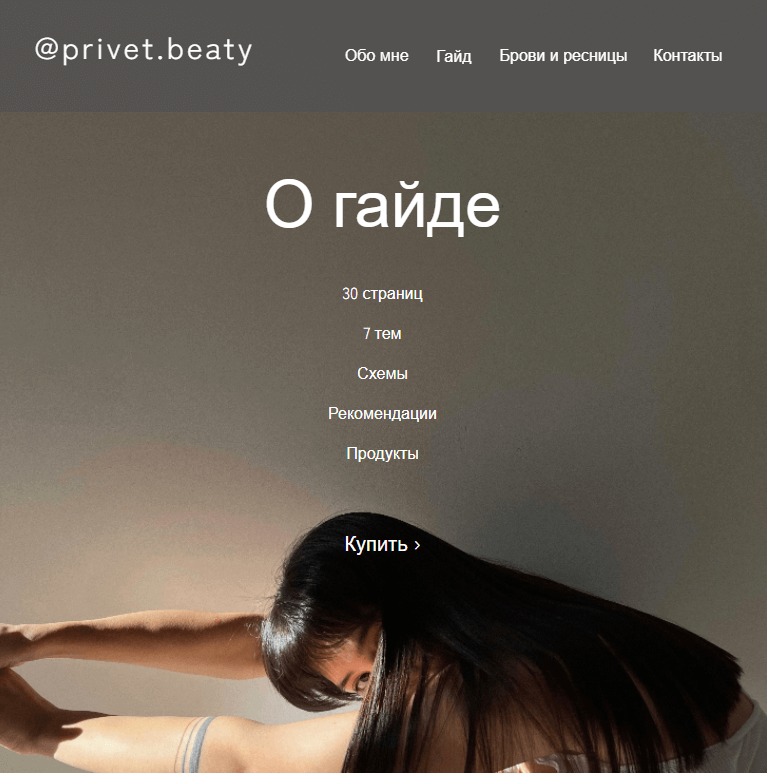 @privet.beaty
Обо мне Гайд Брови и ресницы Контакты
О гайде
30 страниц
7 тем
Схемы
Рекомендации
Продукты
Купить ›